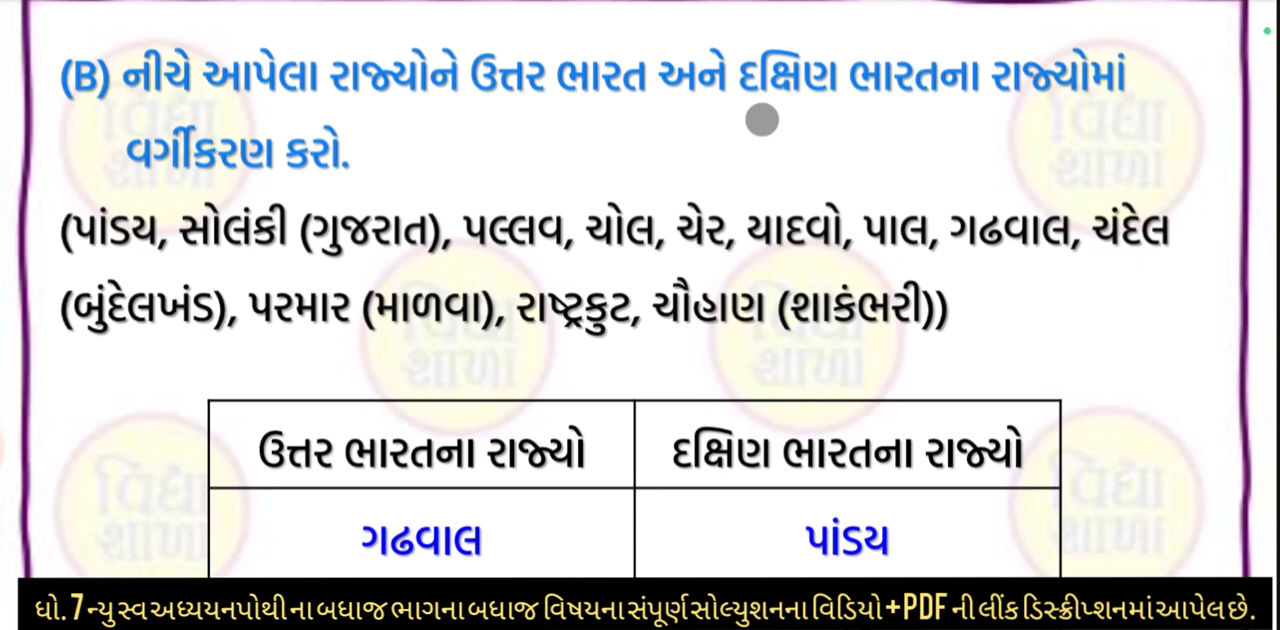 (B) નીચે આપેલા રાજ્યોને ઉત્તર ભારત અને દક્ષિણ ભારતના રાજ્યોમાં
વર્ગીકરણ કરો.
(પાંડય, સોલંકી (ગુજરાત), પલ્લવ, ચોલ, ચેર, યાદવો, પાલ, ગઢવાલ, ચંદેલ
(બુંદેલખંડ), પરમાર (માળવા), રાષ્ટ્રકુટ, ચૌહાણ (શાકંભરી))
ઉત્તર ભારતના રાજ્યો દક્ષિણ ભારતના રાજ્યો
ગઢવાલ પાંડય
ધો. 7 ન્યુ સ્વઅધ્યયનપોથી ના બધાજ ભાગના બધાજ વિષયના સંપૂર્ણ સોલ્યુશનના વિડિયો + PDF ની લીંક ડિસ્ક્રીપ્શનમાં આપેલ છે.
વિદ્યા
શાળા
વિદ્યા
શાળા
વિદ્યા
શાળા
વિદ્યા
શાળા
વિદ્યા
શાળા
વિદ્યા
શાળા